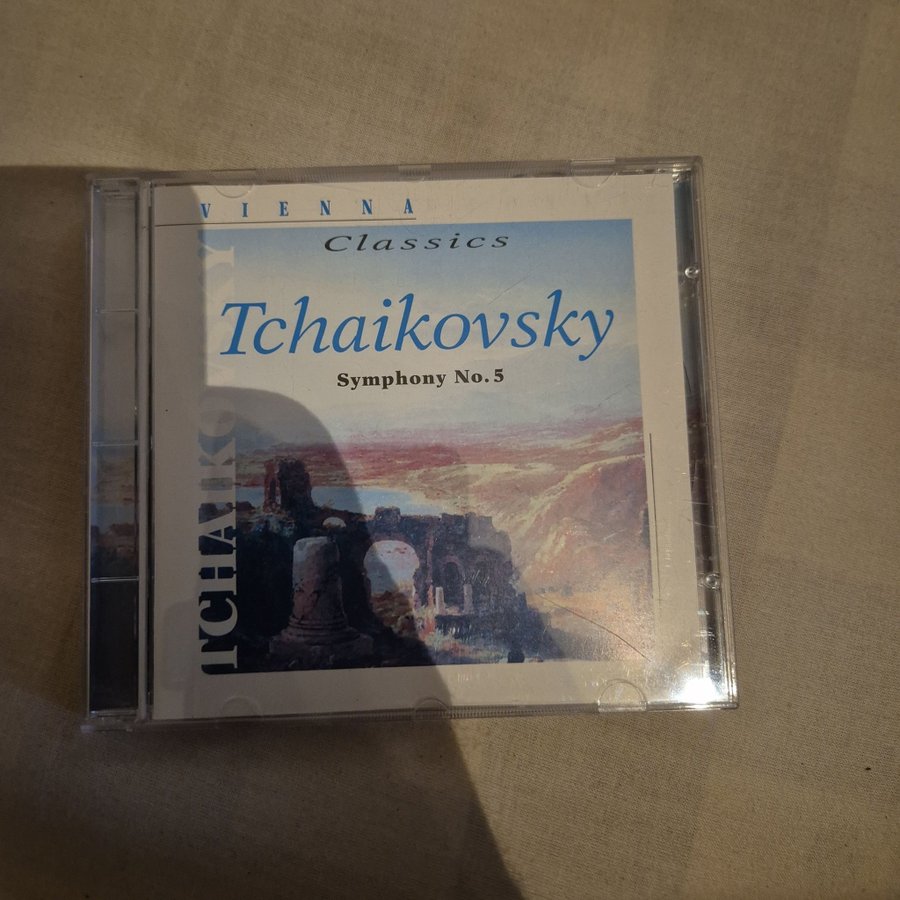 VIENNA
Classics
Tchaikovsky
Symphony No. 5
TCHAIKOVSKY